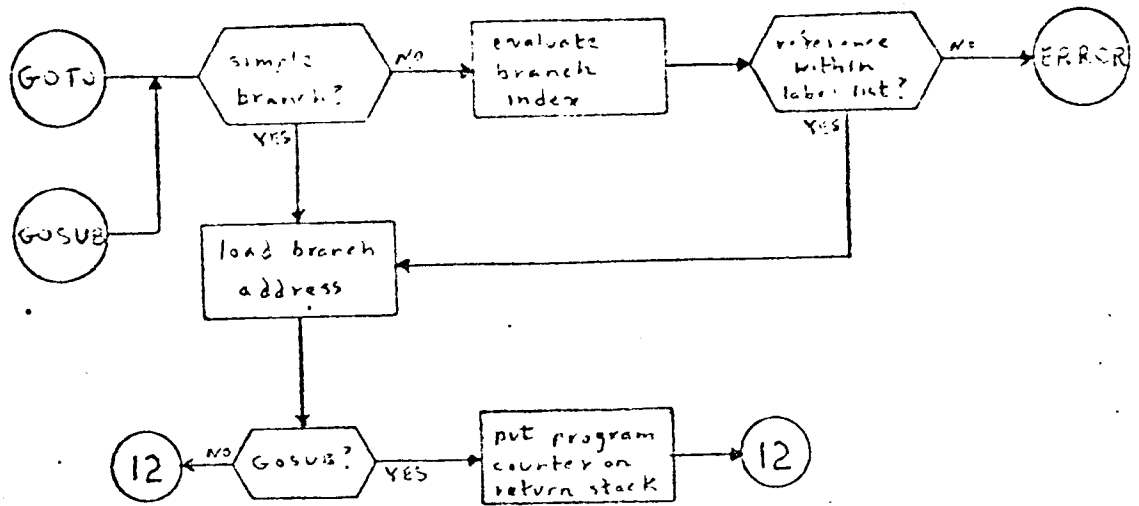 GOTO
simple
branch?
NO
YES
evaluate
branch
index
reference
within
label list?
NO
YES
ERROR
GOSUB
load branch
address
GOSUB?
NO
12
YES
put program
counter on
return stack
12